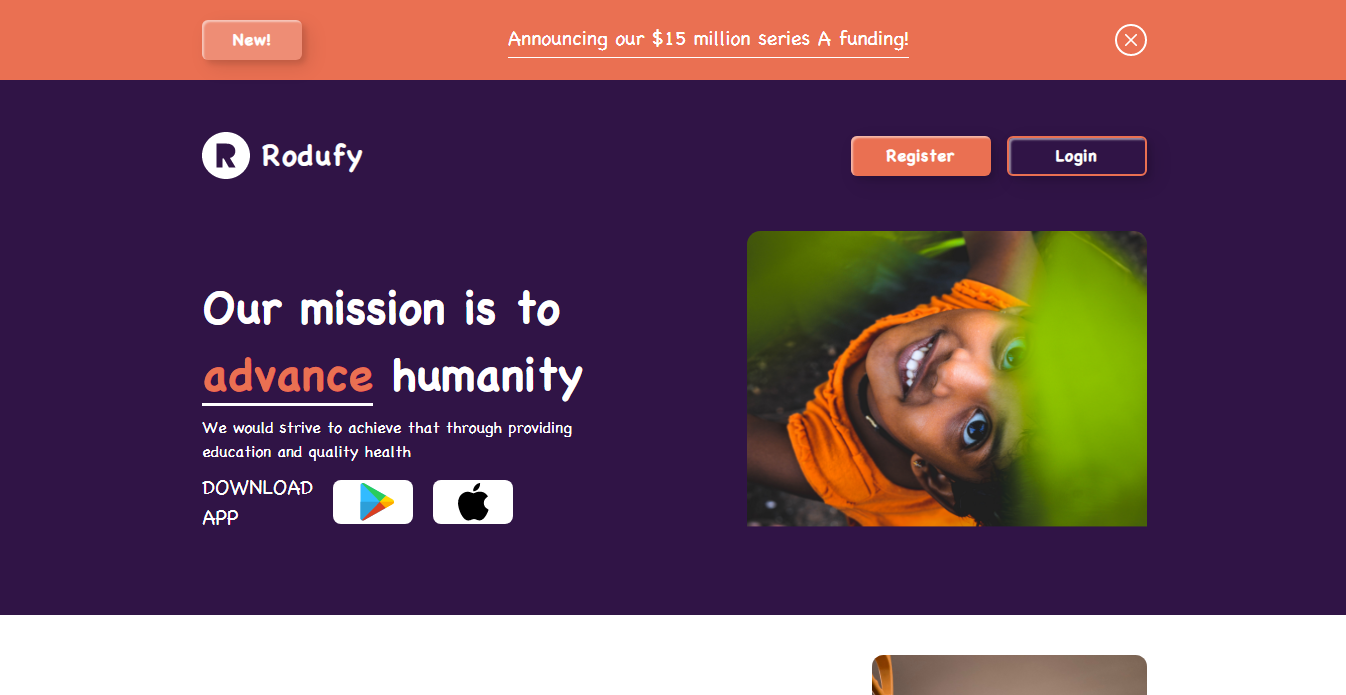 New!
Announcing our $15 million series A funding!
R Rodufy
Register
Login
Our mission is to
advance humanity
We would strive to achieve that through providing
education and quality health
DOWNLOAD
APP